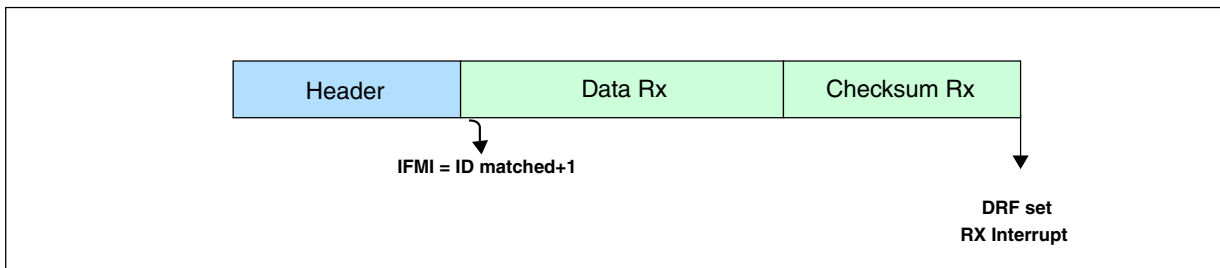 Header
Data Rx
Checksum Rx
IFMI = ID matched+1
DRF set
RX Interrupt